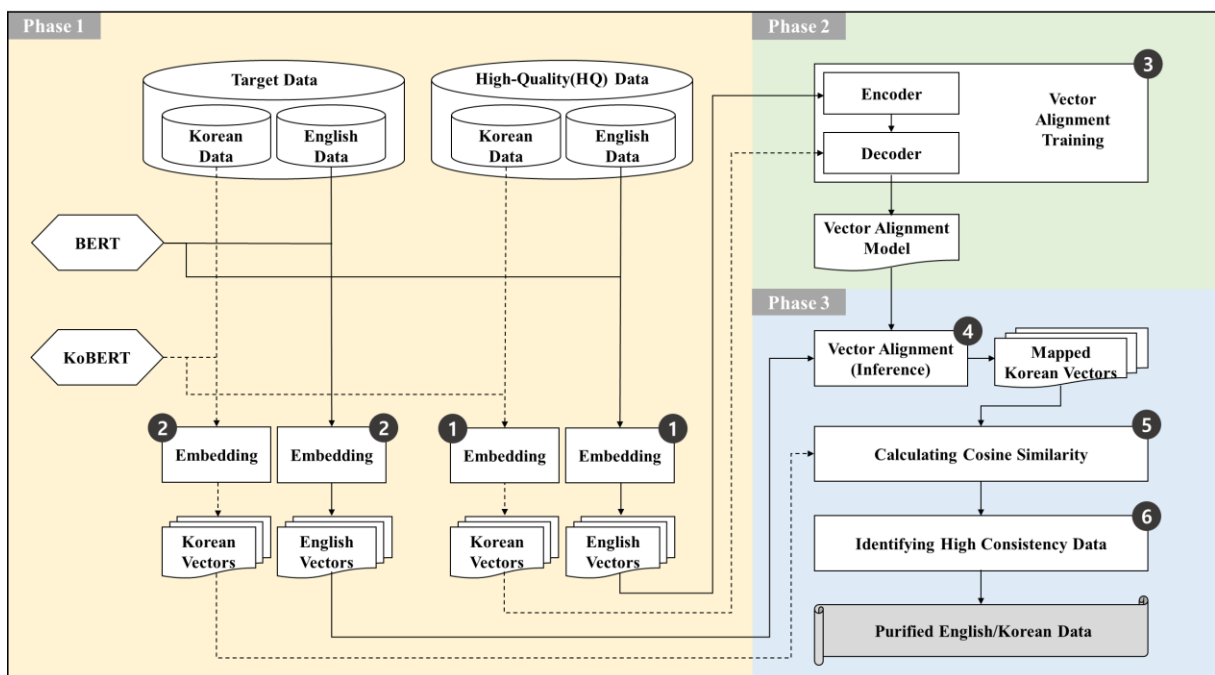 Phase 1
Target Data
Korean
Data
English
Data
High-Quality(HQ) Data
Korean
Data
English
Data
BERT
KoBERT
2
Embedding
2
Embedding
1
Embedding
1
Embedding
Korean
Vectors
English
Vectors
Korean
Vectors
English
Vectors
Phase 2
3
Encoder
Decoder
Vector
Alignment
Training
Vector Alignment
Model
Phase 3
4
Vector Alignment
(Inference)
Mapped
Korean Vectors
5
Calculating Cosine Similarity
6
Identifying High Consistency Data
Purified English/Korean Data